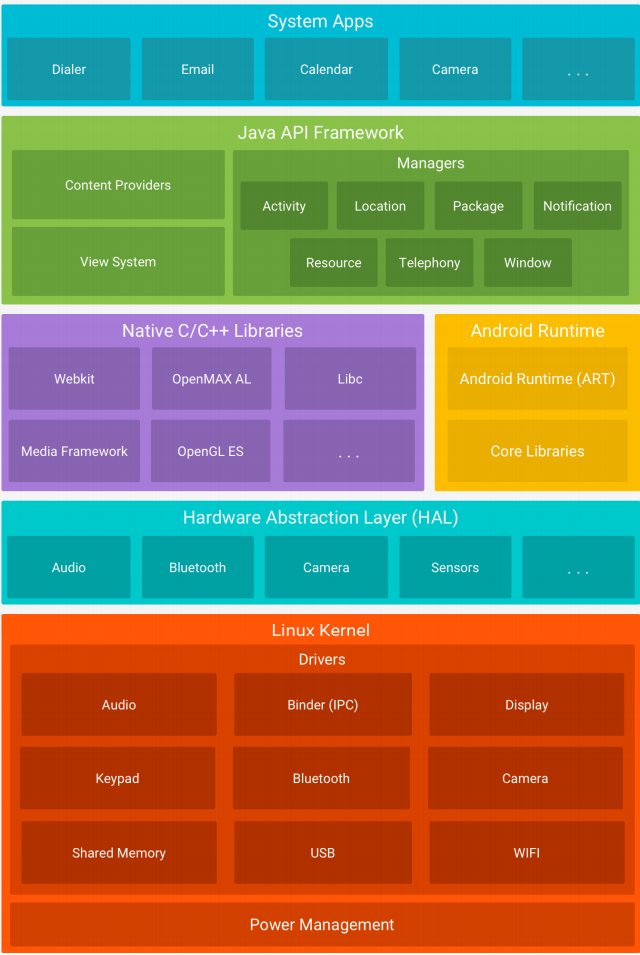 System Apps
Dialer
Email
Calendar
Camera
. . .
Java API Framework
Content Providers
View System
Managers
Activity
Location
Package
Notification
Resource
Telephony
Window
Native C/C++ Libraries
Webkit
OpenMAX AL
Libc
Media Framework
OpenGL ES
. . .
Android Runtime
Android Runtime (ART)
Core Libraries
Hardware Abstraction Layer (HAL)
Audio
Bluetooth
Camera
Sensors
. . .
Linux Kernel
Drivers
Audio
Binder (IPC)
Display
Keypad
Bluetooth
Camera
Shared Memory
USB
WIFI
Power Management